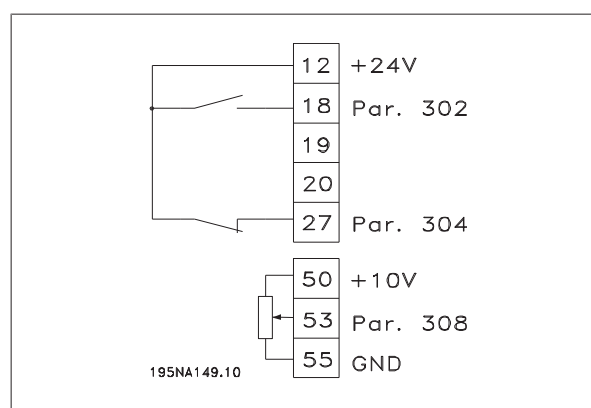 12 +24V
18 Par. 302
19
20
27 Par. 304
50 +10V
53 Par. 308
55 GND
195NA149.10